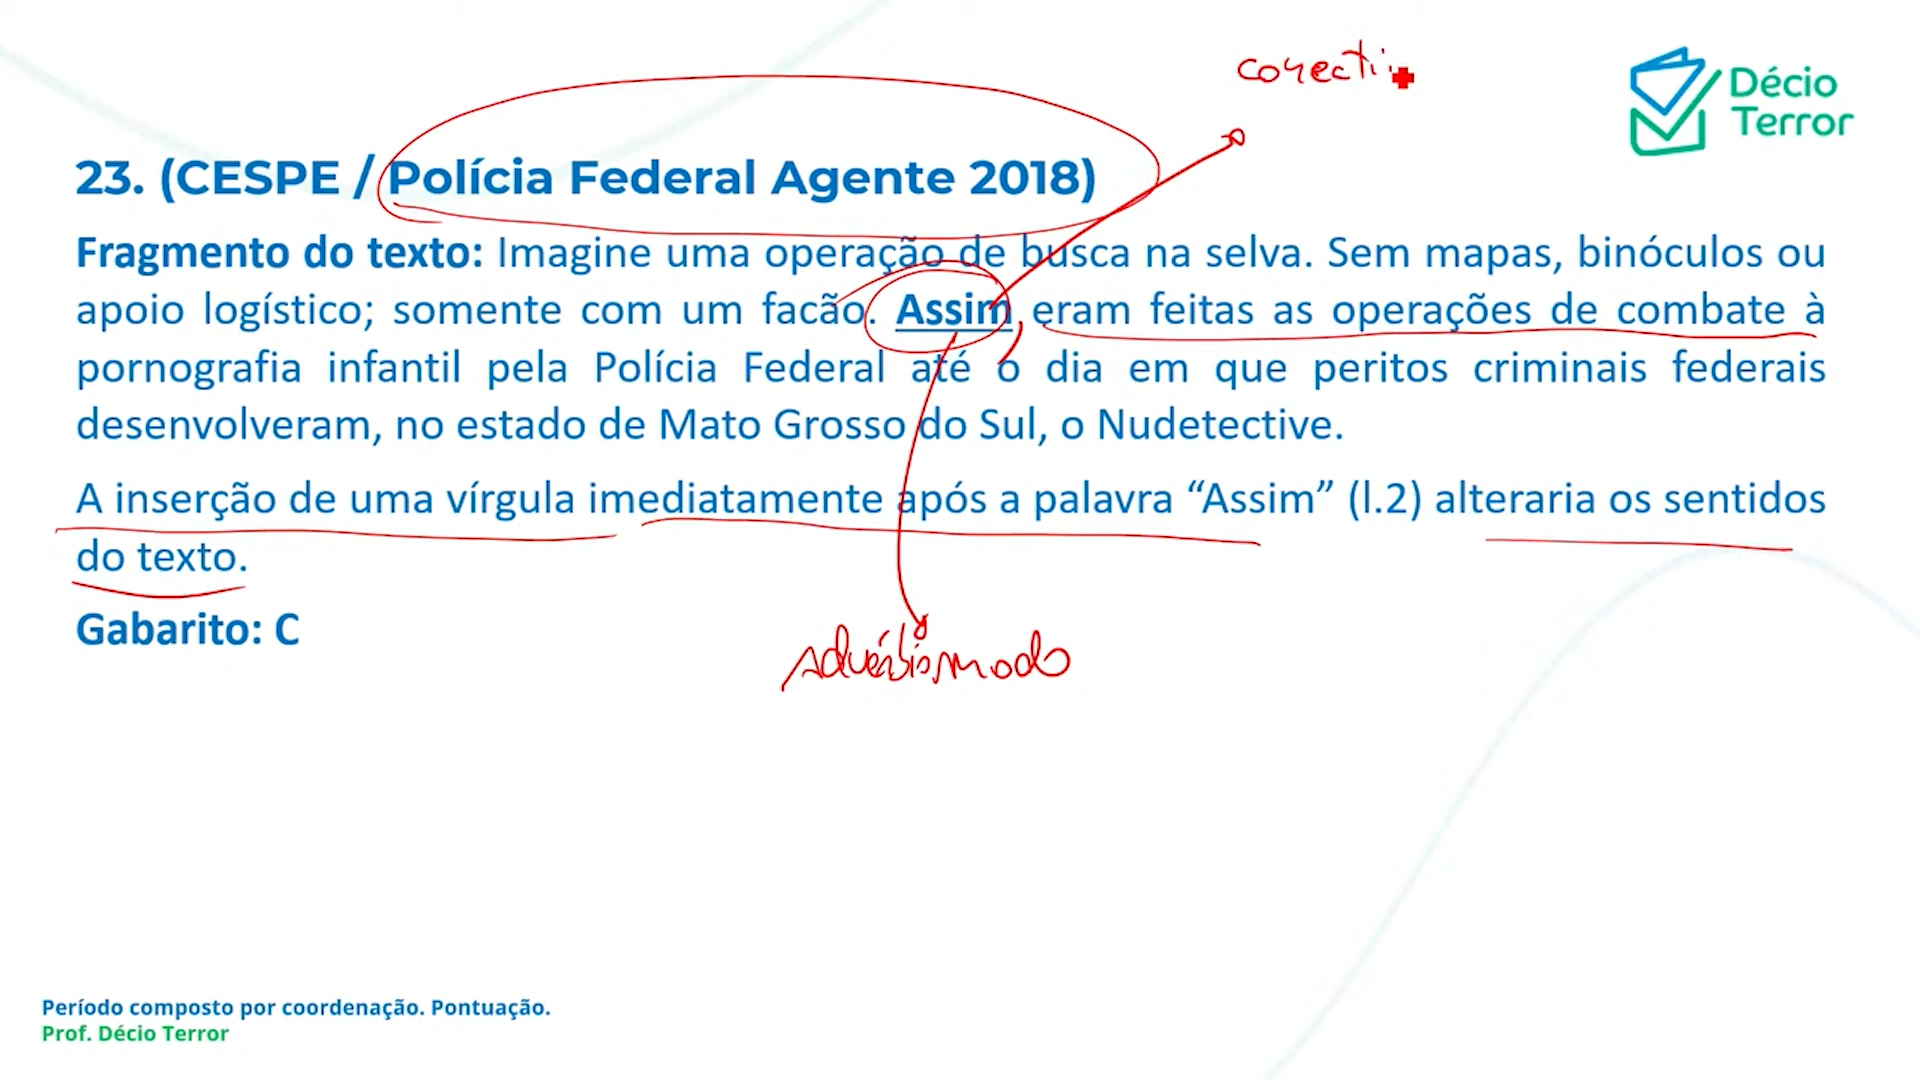 conecti
Décio
Terror
23. (CESPE / Polícia Federal Agente 2018)
Fragmento do texto: Imagine uma operação de busca na selva. Sem mapas, binóculos ou
apoio logístico; somente com um facão. Assim, eram feitas as operações de combate à
pornografia infantil pela Polícia Federal até o dia em que peritos criminais federais
desenvolveram, no estado de Mato Grosso do Sul, o Nudetective.
A inserção de uma vírgula imediatamente após a palavra “Assim” (l.2) alteraria os sentidos
do texto.
Gabarito: C
advérbio modo
Período composto por coordenação. Pontuação.
Prof. Décio Terror